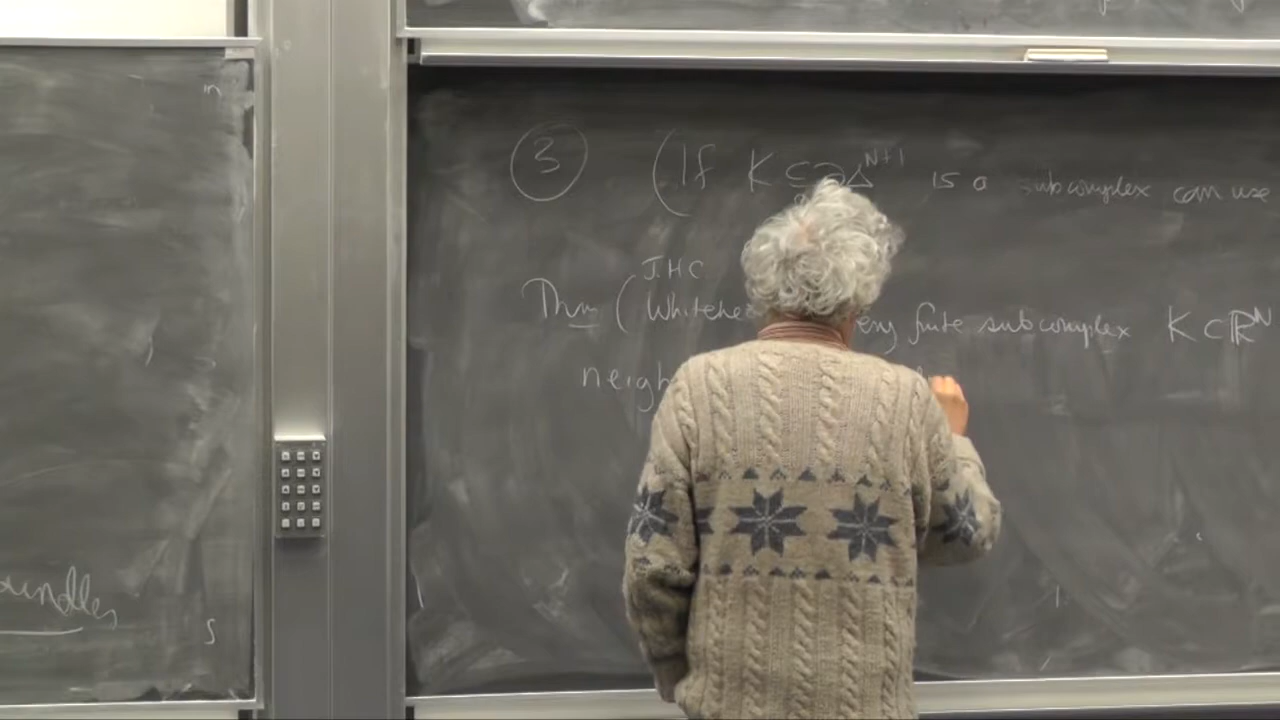 ③ (If K ⊆ ∂Δ^{N+1} is a subcomplex can use
J.H.C
Thm (Whitehe ery finite subcomplex K ⊂ ℝ^N
neigh
undles